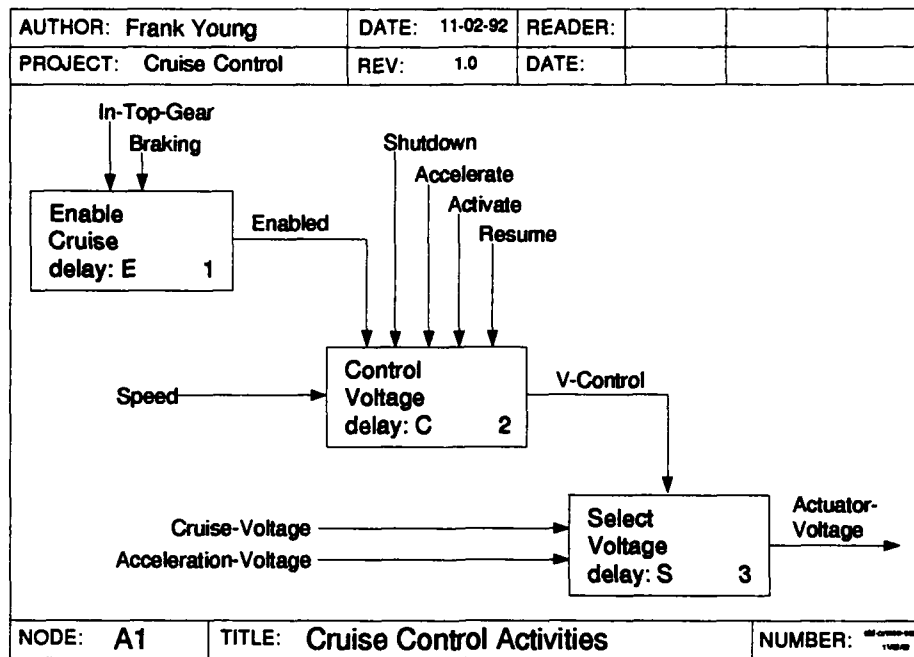 AUTHOR: Frank Young
DATE: 11-02-92
READER:
PROJECT: Cruise Control
REV: 1.0
DATE:
In-Top-Gear
Braking
Shutdown
Accelerate
Activate
Resume
Enable
Cruise
delay: E 1
Enabled
Speed
Control
Voltage
delay: C 2
V-Control
Cruise-Voltage
Acceleration-Voltage
Select
Voltage
delay: S 3
Actuator-
Voltage
NODE: A1
TITLE: Cruise Control Activities
NUMBER: